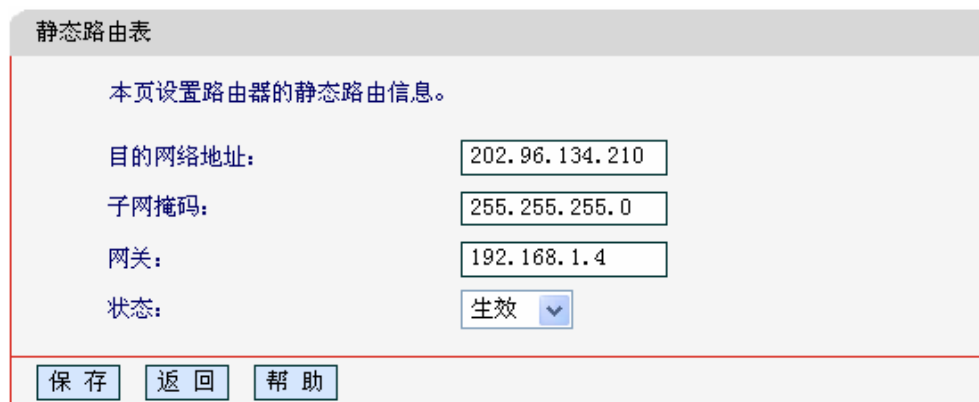 静态路由表
本页设置路由器的静态路由信息。
目的网络地址： 202.96.134.210
子网掩码： 255.255.255.0
网关： 192.168.1.4
状态： 生效
保 存 返 回 帮 助